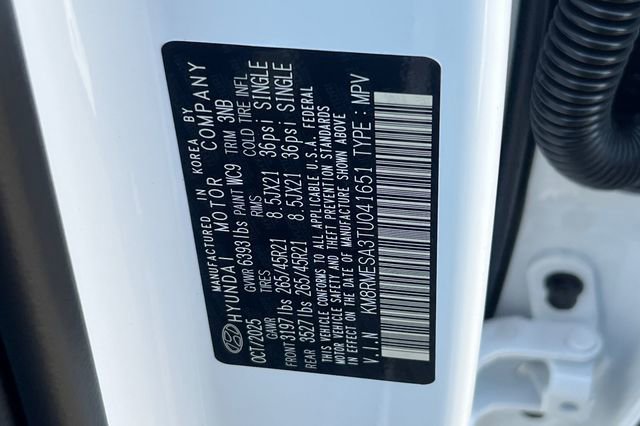 MANUFACTURED IN KOREA BY
HYUNDAI MOTOR COMPANY
OCT/2025 GVWR 6393 lbs PAINT WC9 TRIM 3NB
GAWR TIRES RIMS COLD TIRE INFL
FRONT 3197 lbs 265/45R21 8.5JX21 36psi SINGLE
REAR 3527 lbs 265/45R21 8.5JX21 36psi SINGLE
THIS VEHICLE CONFORMS TO ALL APPLICABLE U.S.A. FEDERAL
MOTOR VEHICLE SAFETY AND THEFT PREVENTION STANDARDS
IN EFFECT ON THE DATE OF MANUFACTURE SHOWN ABOVE
V.I.N KM8RMESA3TU041651 TYPE : MPV